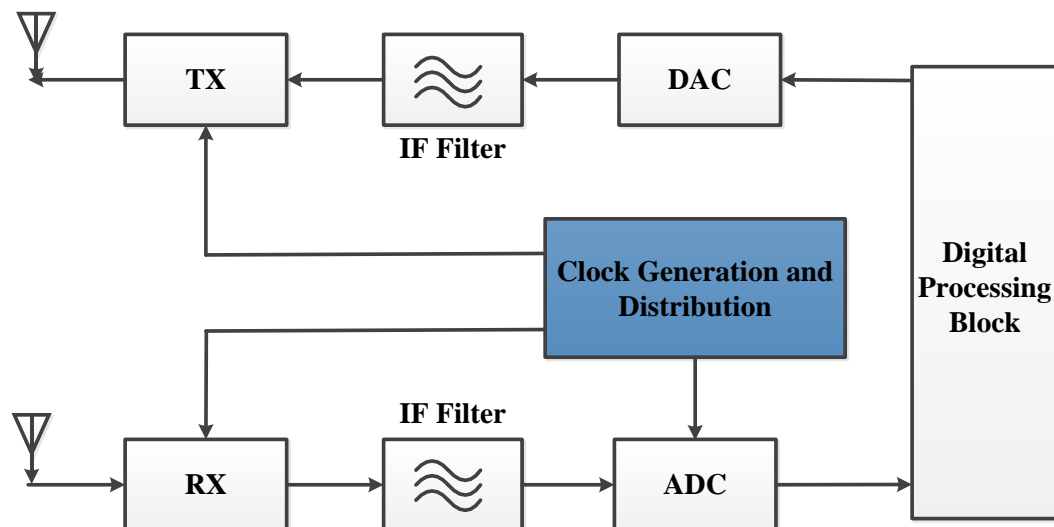 TX
DAC
IF Filter
Clock Generation and
Distribution
Digital
Processing
Block
IF Filter
RX
ADC